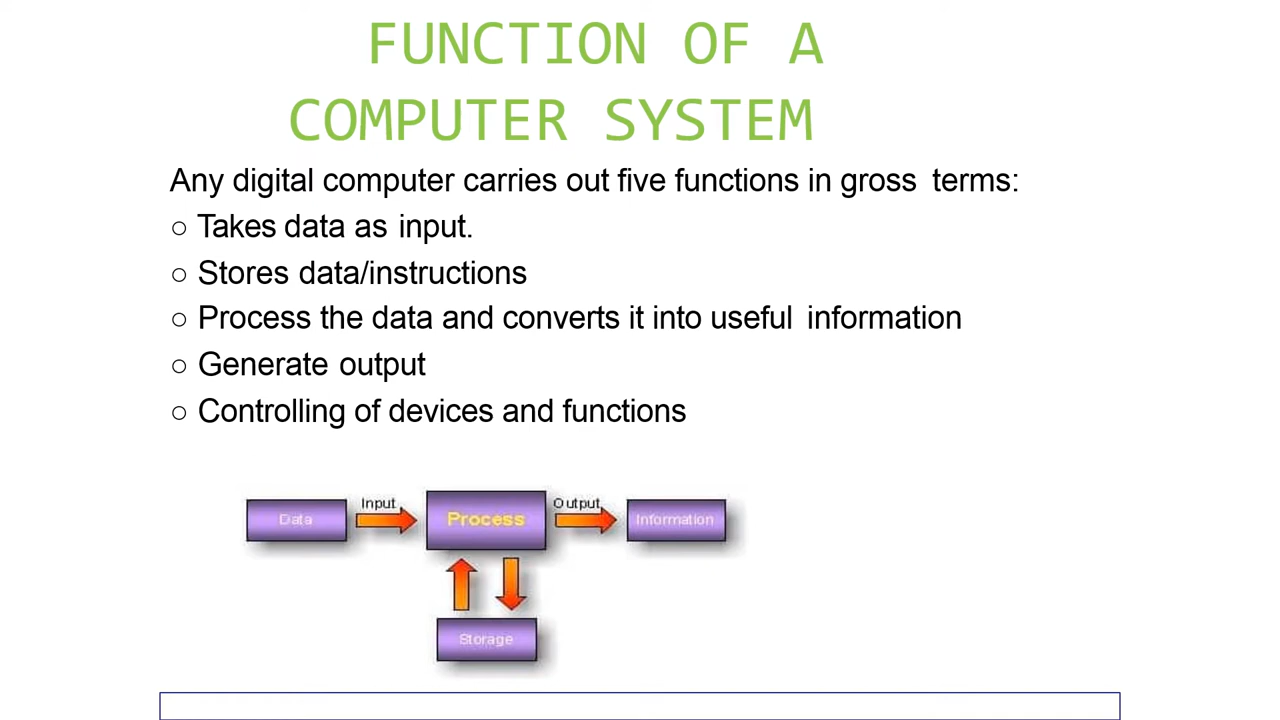 FUNCTION OF A
COMPUTER SYSTEM
Any digital computer carries out five functions in gross terms:
○ Takes data as input.
○ Stores data/instructions
○ Process the data and converts it into useful information
○ Generate output
○ Controlling of devices and functions
Input
Output
Data
Process
Information
Storage